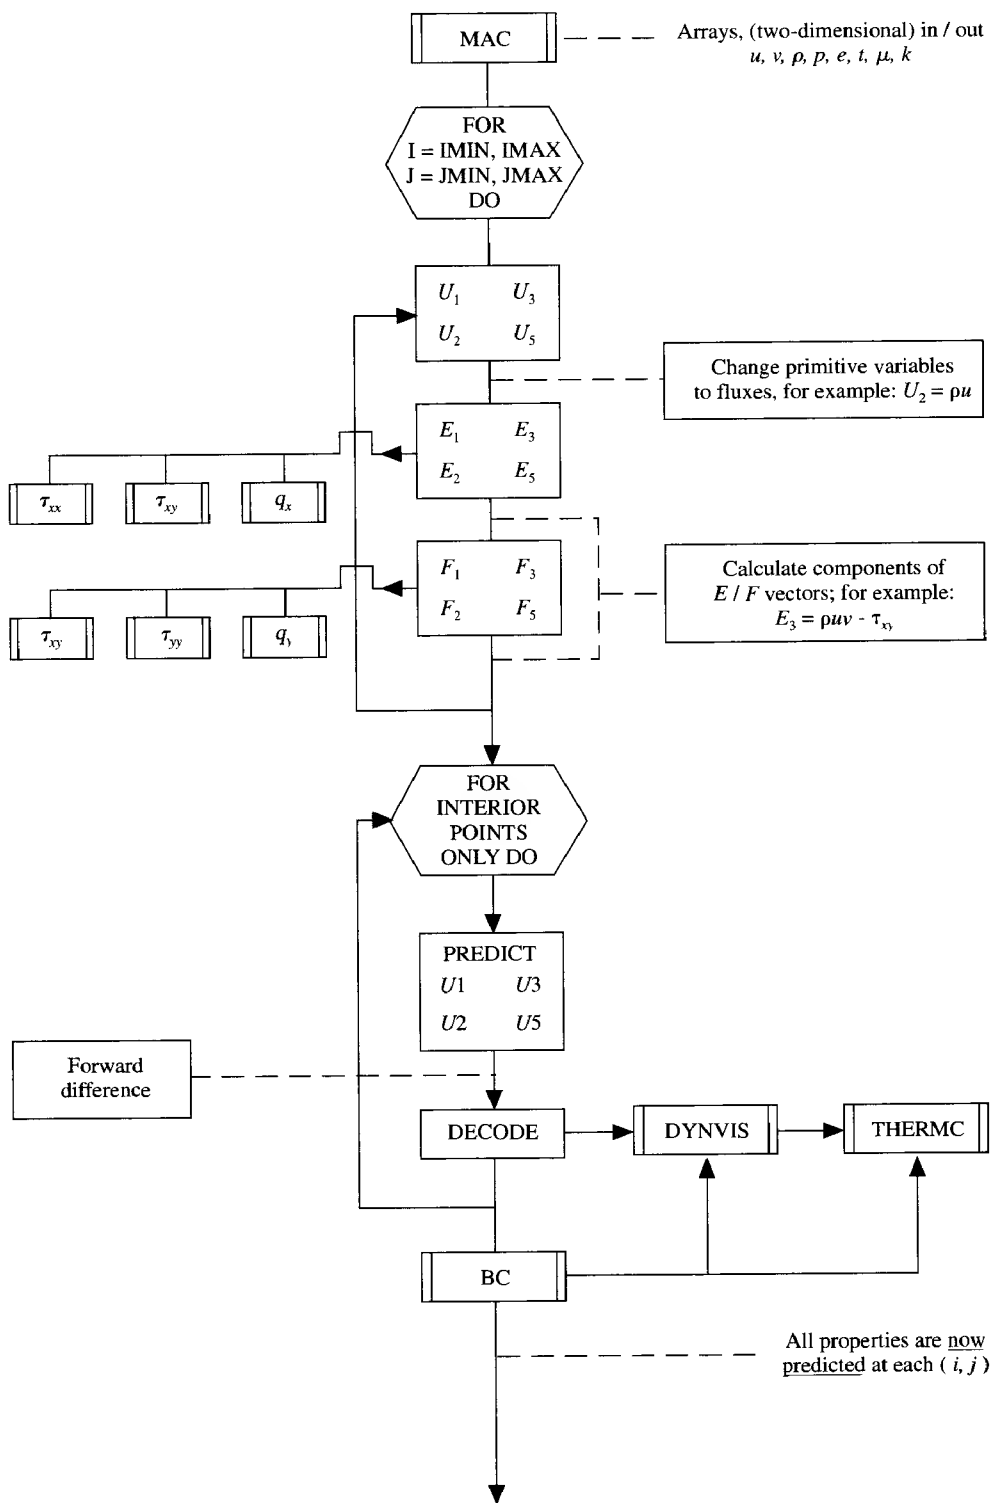 MAC
Arrays, (two-dimensional) in / out
u, v, ρ, p, e, t, μ, k
FOR
I = IMIN, IMAX
J = JMIN, JMAX
DO
U₁ U₃
U₂ U₅
Change primitive variables
to fluxes, for example: U₂ = ρu
E₁ E₃
E₂ E₅
τₓₓ τₓy qₓ
F₁ F₃
F₂ F₅
Calculate components of
E / F vectors; for example:
E₃ = ρuv - τₓy
τₓy τyy qy
FOR
INTERIOR
POINTS
ONLY DO
PREDICT
U1 U3
U2 U5
Forward
difference
DECODE
DYNVIS
THERMC
BC
All properties are now
predicted at each ( i, j )